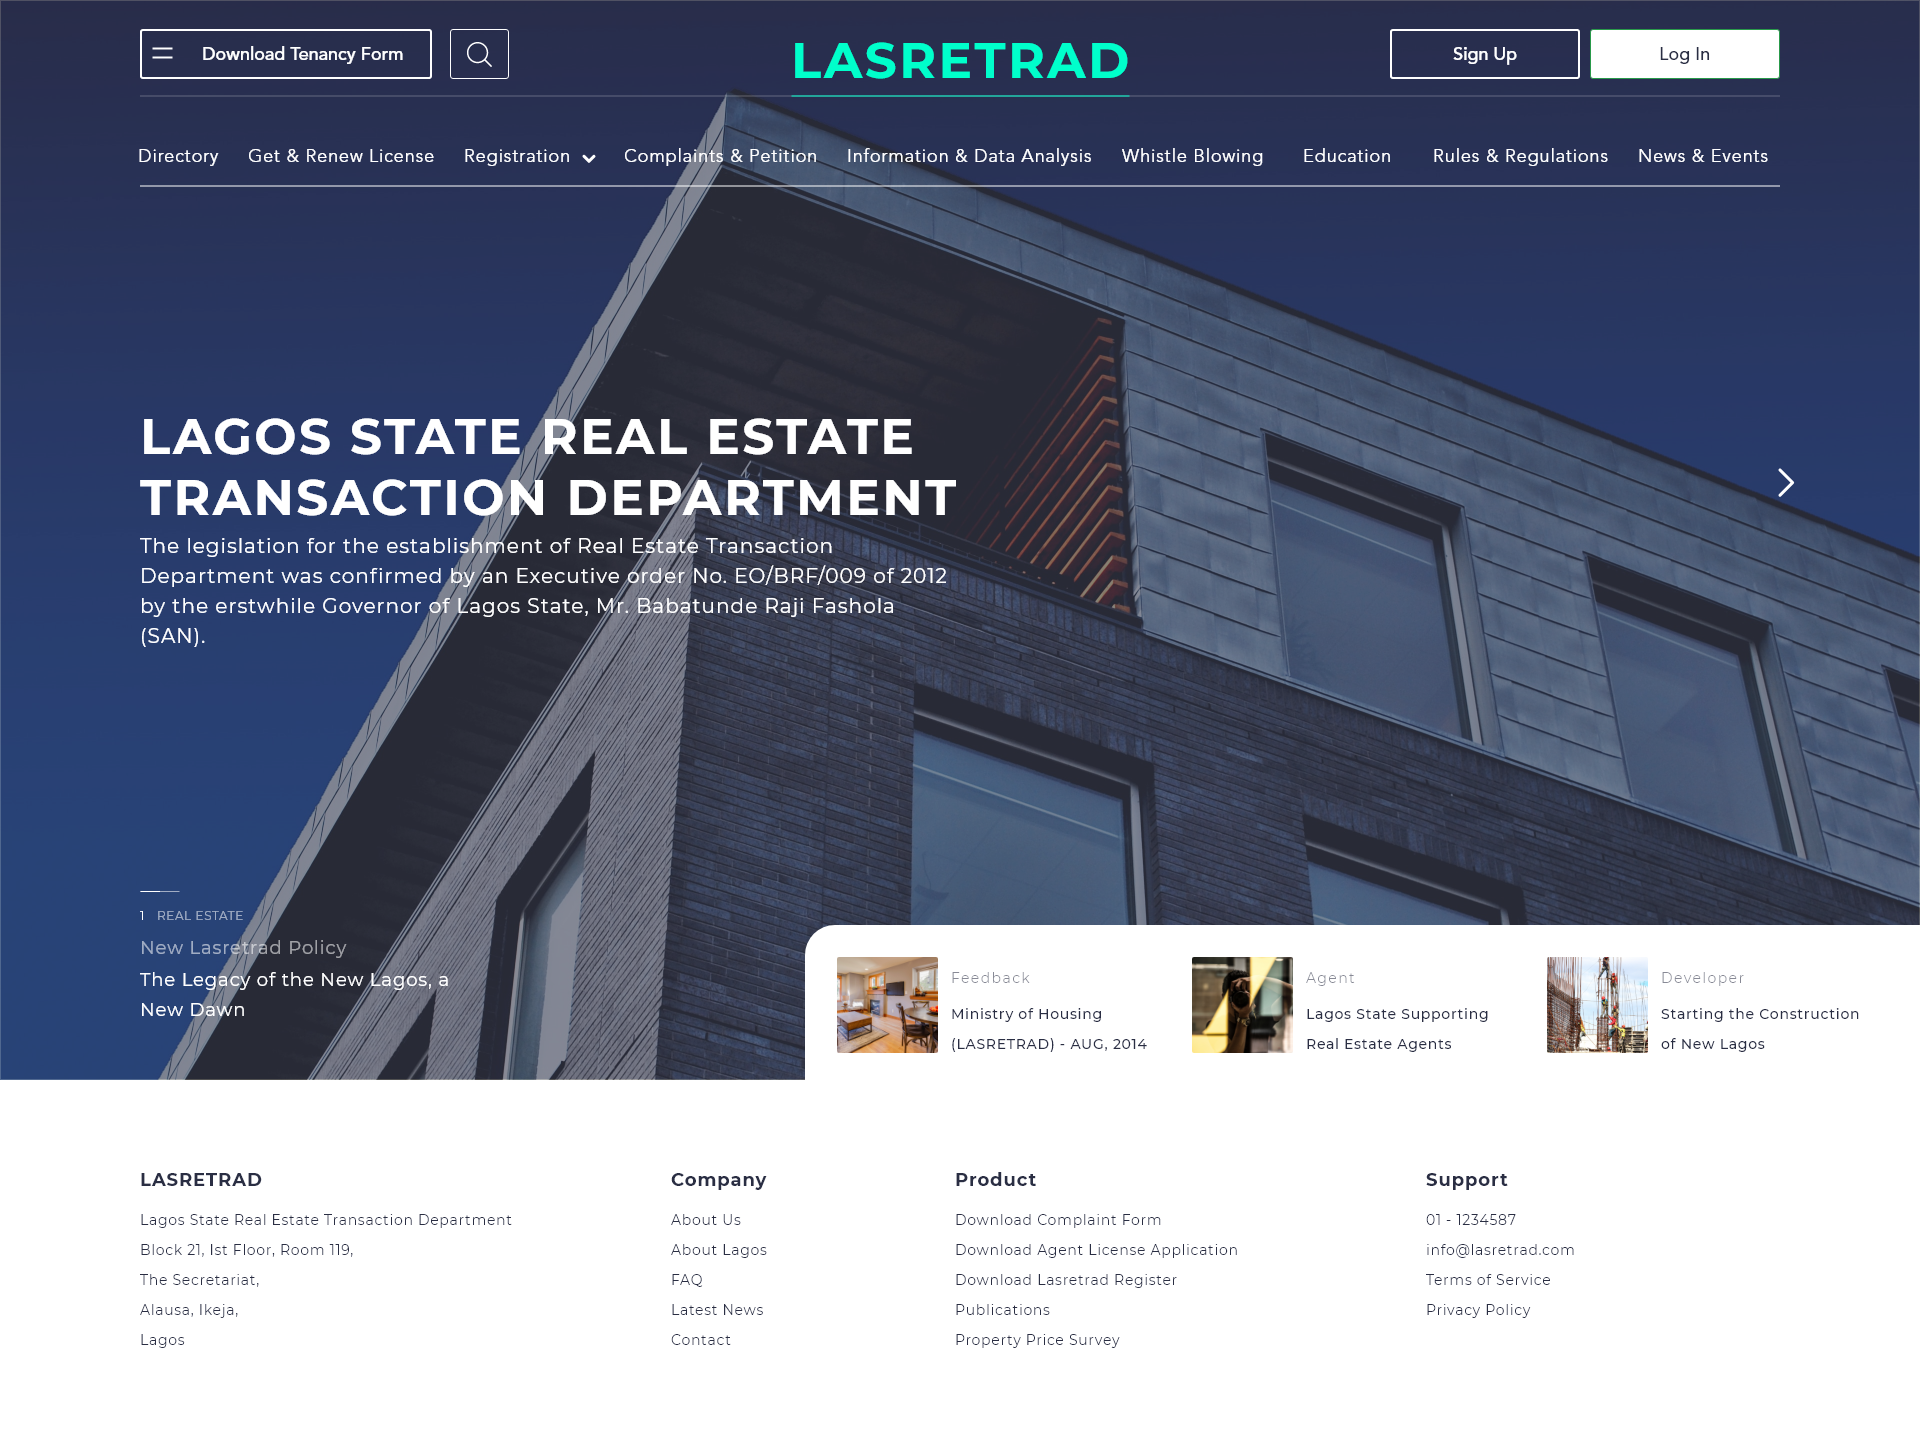 Download Tenancy Form
LASRETRAD
Sign Up
Log In
Directory
Get & Renew License
Registration
Complaints & Petition
Information & Data Analysis
Whistle Blowing
Education
Rules & Regulations
News & Events
LAGOS STATE REAL ESTATE
TRANSACTION DEPARTMENT
The legislation for the establishment of Real Estate Transaction
Department was confirmed by an Executive order No. EO/BRF/009 of 2012
by the erstwhile Governor of Lagos State, Mr. Babatunde Raji Fashola
(SAN).
1 REAL ESTATE
New Lasretrad Policy
The Legacy of the New Lagos, a
New Dawn
Feedback
Ministry of Housing
(LASRETRAD) - AUG, 2014
Agent
Lagos State Supporting
Real Estate Agents
Developer
Starting the Construction
of New Lagos
LASRETRAD
Lagos State Real Estate Transaction Department
Block 21, 1st Floor, Room 119,
The Secretariat,
Alausa, Ikeja,
Lagos
Company
About Us
About Lagos
FAQ
Latest News
Contact
Product
Download Complaint Form
Download Agent License Application
Download Lasretrad Register
Publications
Property Price Survey
Support
01 - 1234587
info@lasretrad.com
Terms of Service
Privacy Policy